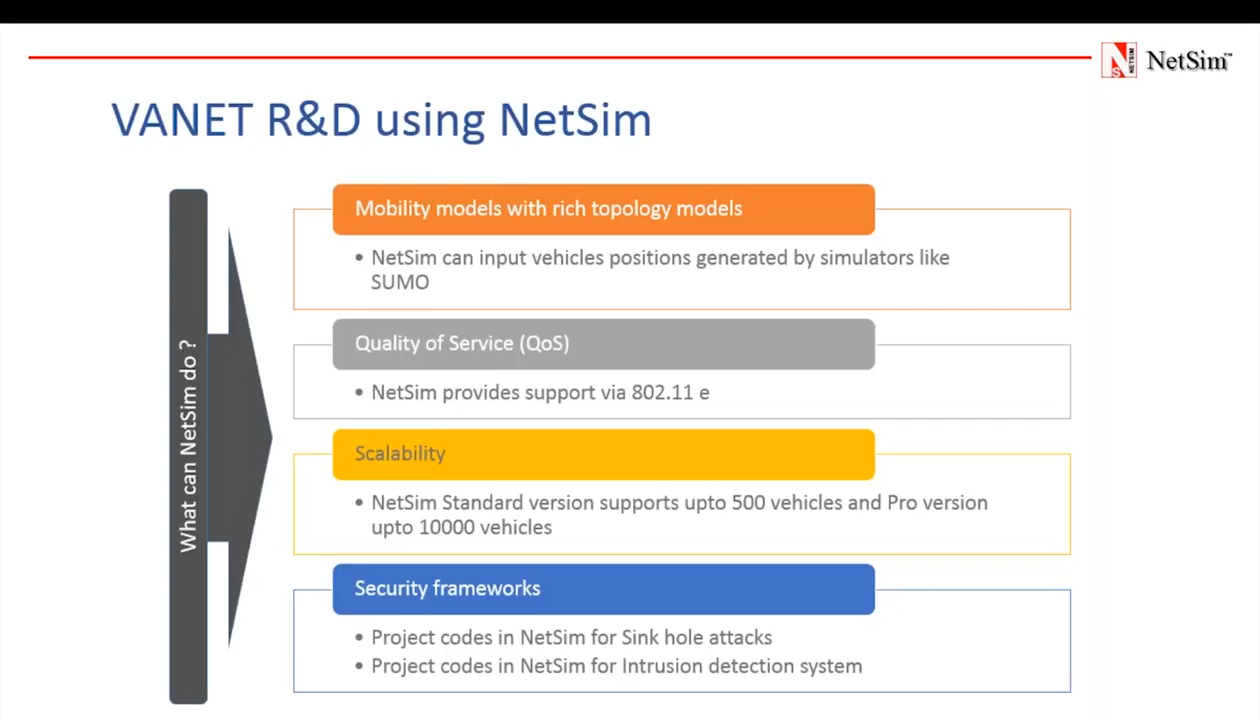 NETSIM
NetSim™
VANET R&D using NetSim
What can NetSim do ?
Mobility models with rich topology models
• NetSim can input vehicles positions generated by simulators like
SUMO
Quality of Service (QoS)
• NetSim provides support via 802.11 e
Scalability
• NetSim Standard version supports upto 500 vehicles and Pro version
upto 10000 vehicles
Security frameworks
• Project codes in NetSim for Sink hole attacks
• Project codes in NetSim for Intrusion detection system